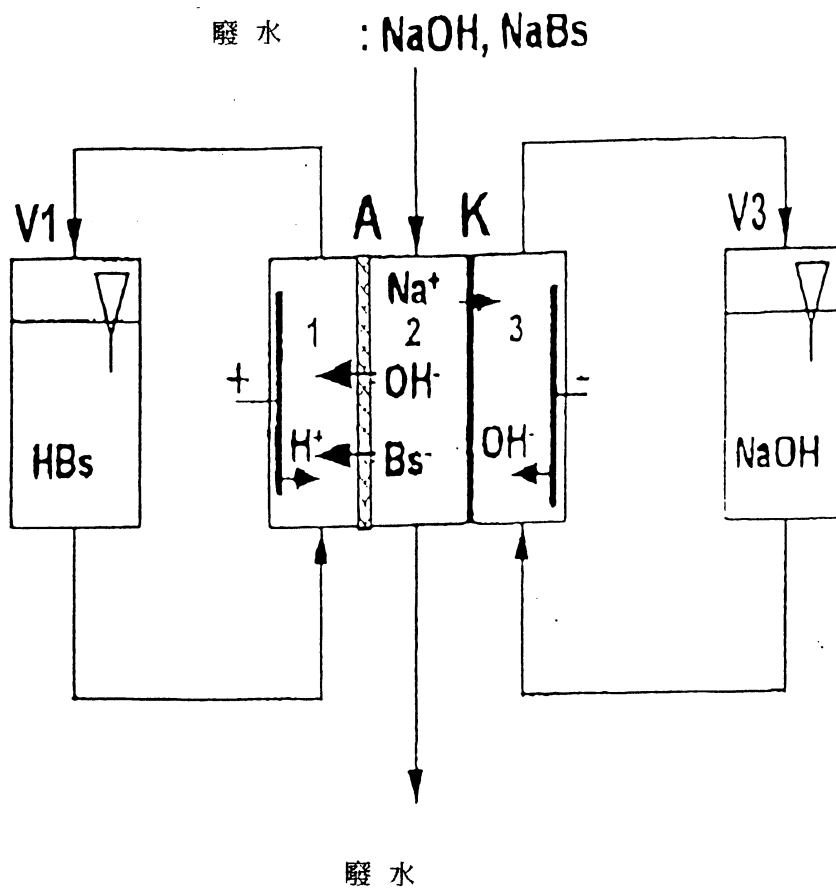 廢水 : NaOH, NaBs
V1 A K V3
Na⁺
1 2 3
+ OH⁻ -
H⁺ Bs⁻ OH⁻
HBs NaOH
廢水